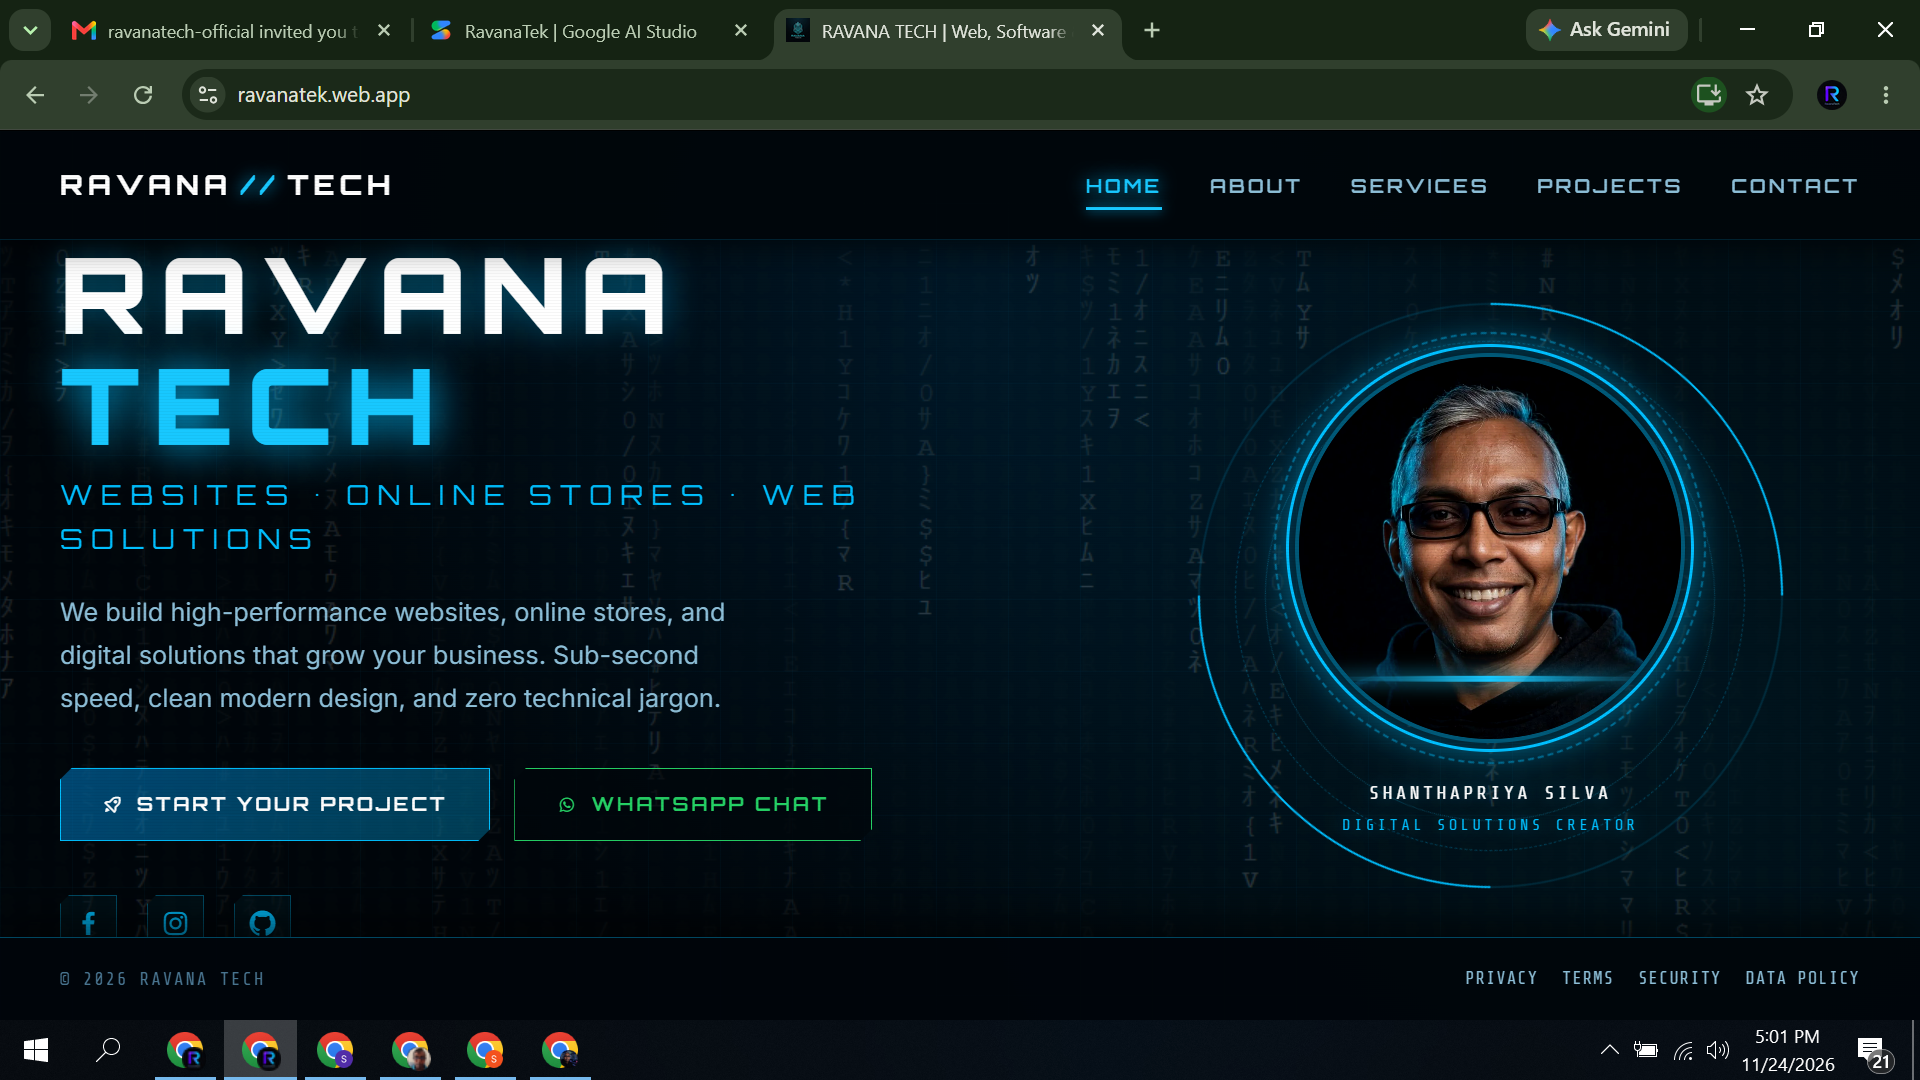 ravanatech-official invited you t
RavanaTek | Google AI Studio
RAVANA TECH | Web, Software
Ask Gemini
ravanatek.web.app
RAVANA // TECH
HOME
ABOUT
SERVICES
PROJECTS
CONTACT
RAVANA
TECH
WEBSITES · ONLINE STORES · WEB
SOLUTIONS
We build high-performance websites, online stores, and
digital solutions that grow your business. Sub-second
speed, clean modern design, and zero technical jargon.
START YOUR PROJECT
WHATSAPP CHAT
SHANTHAPRIYA SILVA
DIGITAL SOLUTIONS CREATOR
© 2026 RAVANA TECH
PRIVACY
TERMS
SECURITY
DATA POLICY
5:01 PM
11/24/2026
21